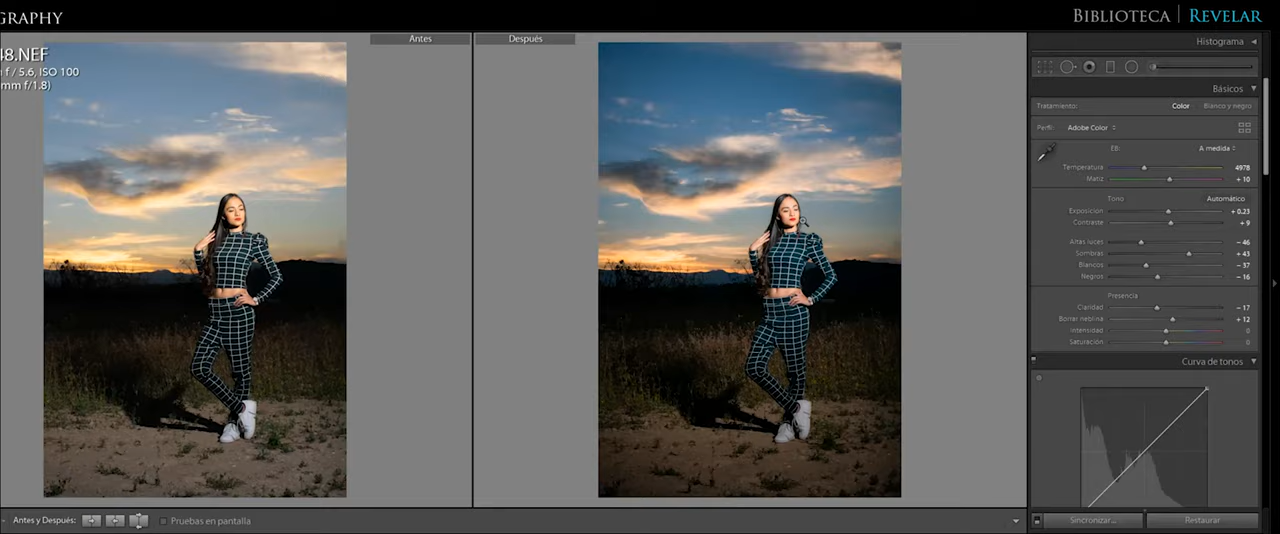 GRAPHY
BIBLIOTECA | REVELAR
48.NEF
f / 5.6, ISO 100
mm f/1.8)
Antes
Después
Histograma
Básicos
Tratamiento: Color Blanco y negro
Perfil: Adobe Color
EB: A medida
Temperatura 4978
Matiz + 10
Tono Automático
Exposición + 0,23
Contraste + 9
Altas luces − 46
Sombras + 43
Blancos − 37
Negros − 16
Presencia
Claridad − 17
Borrar neblina + 12
Intensidad 0
Saturación 0
Curva de tonos
Antes y Después:
Pruebas en pantalla
Sincronizar...
Restaurar